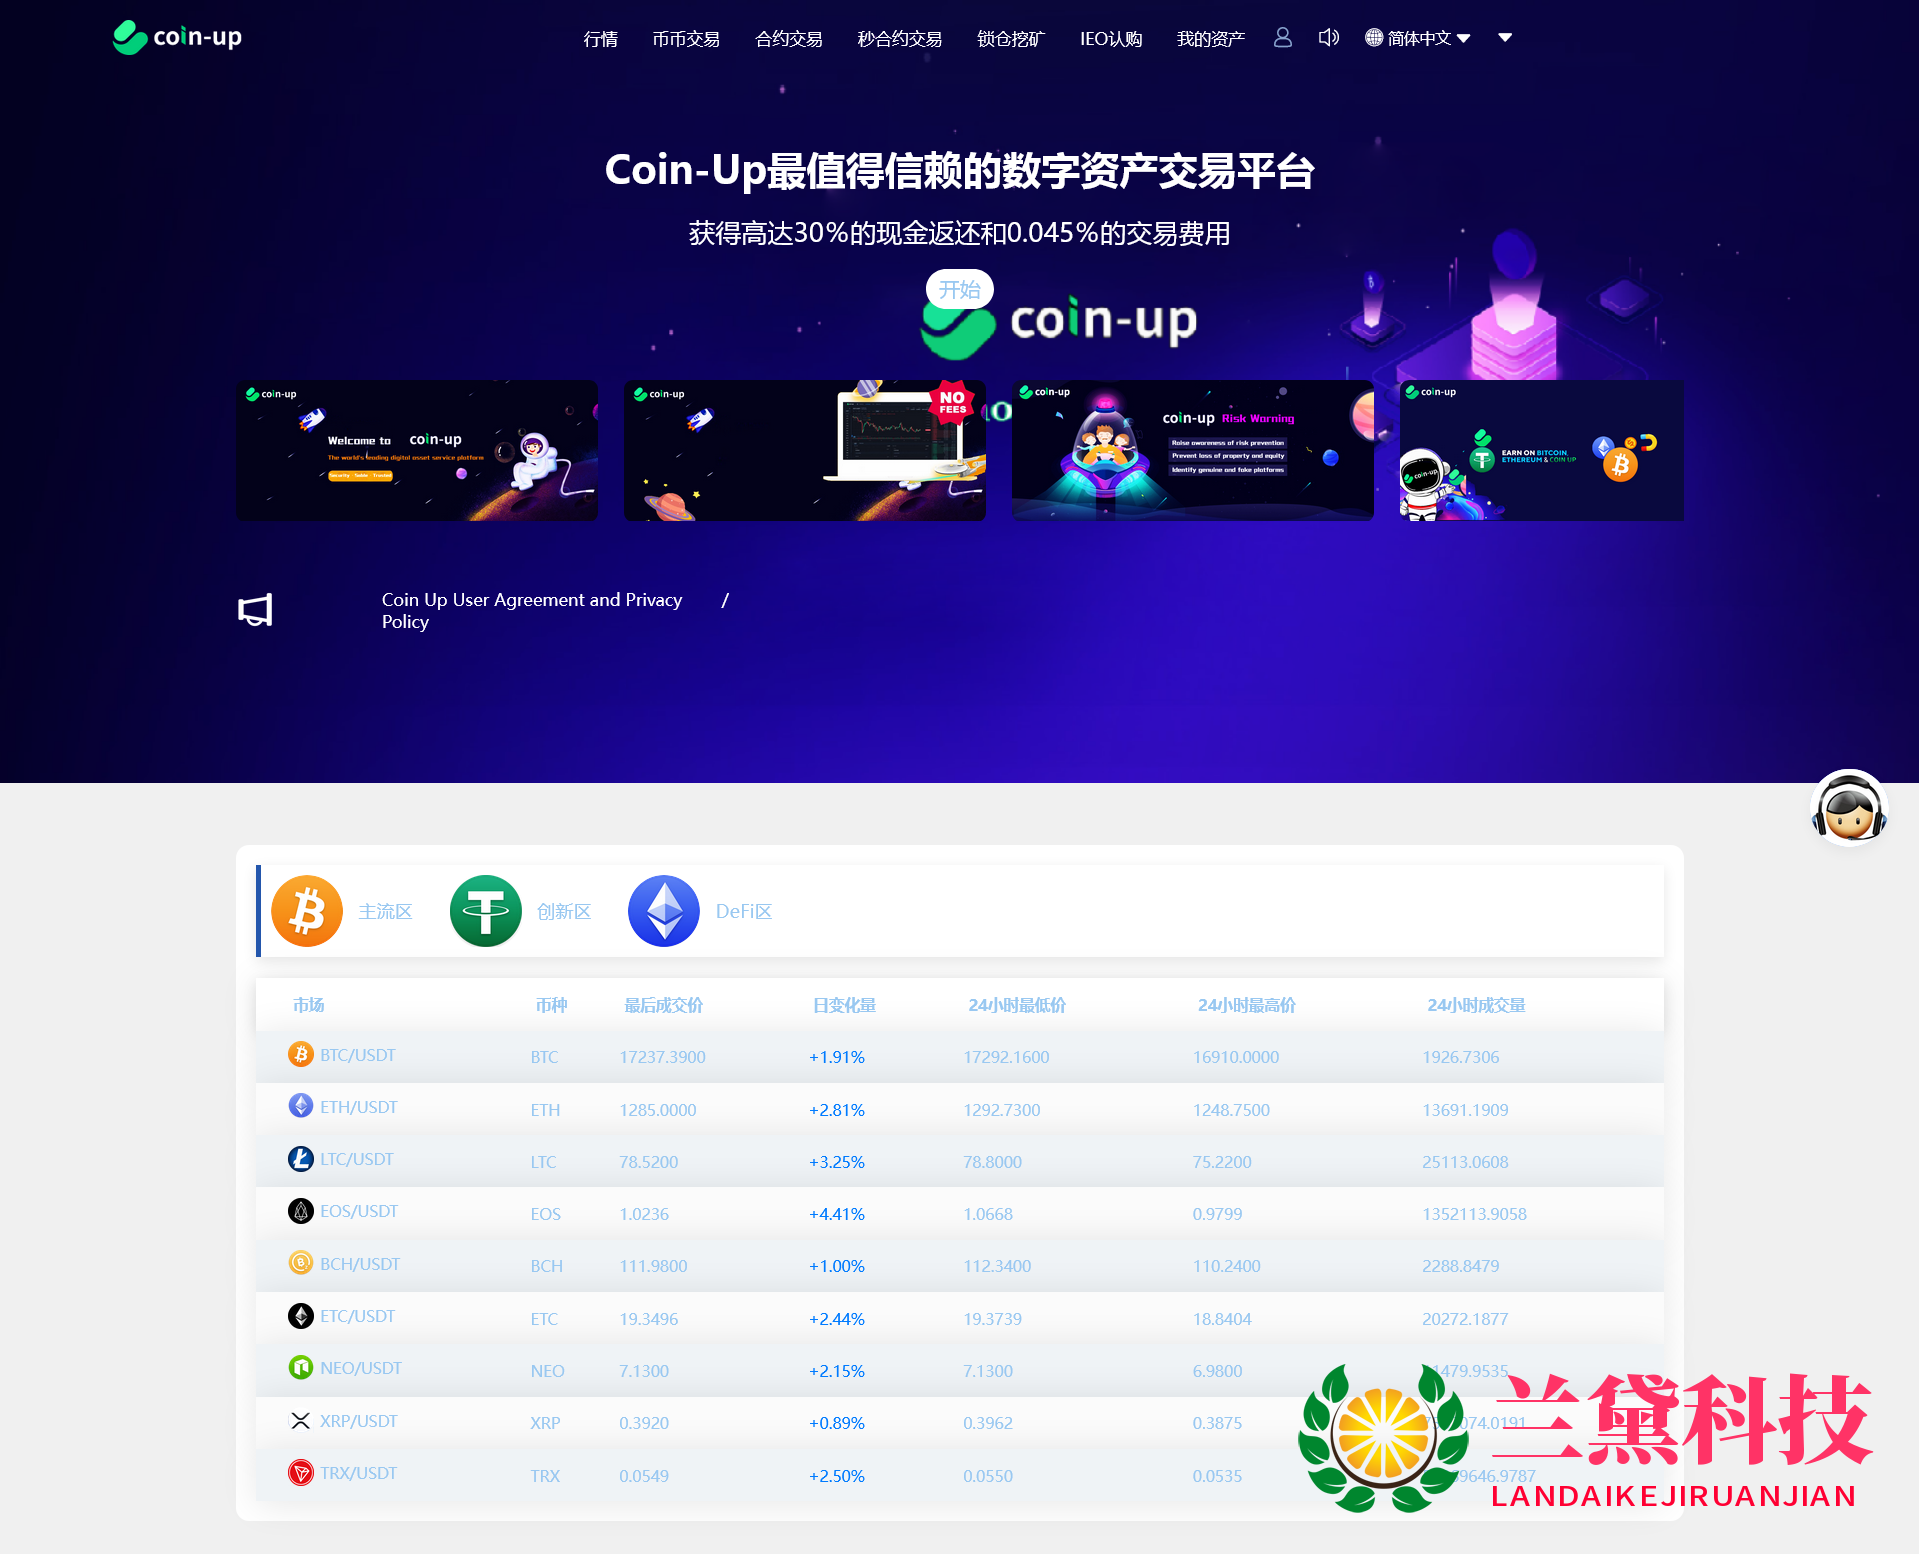 coin-up
行情 币币交易 合约交易 秒合约交易 锁仓挖矿 IEO认购 我的资产 简体中文
Coin-Up最值得信赖的数字资产交易平台
获得高达30%的现金返还和0.045%的交易费用
开始
coin-up
coin-up
Welcome to coin-up
The world's leading digital asset service platform
coin-up
NO
FEES
coin-up
coin-up Risk Worning
Raise awareness of risk prevention
Prevent loss of property and equity
Identify genuine and fake platforms
coin-up
EARN ON BITCOIN,
ETHEREUM & COIN UP
coin-up
Coin Up User Agreement and Privacy /
Policy
主流区 创新区 DeFi区
市场 币种 最后成交价 日变化量 24小时最低价 24小时最高价 24小时成交量
BTC/USDT BTC 17237.3900 +1.91% 17292.1600 16910.0000 1926.7306
ETH/USDT ETH 1285.0000 +2.81% 1292.7300 1248.7500 13691.1909
LTC/USDT LTC 78.5200 +3.25% 78.8000 75.2200 25113.0608
EOS/USDT EOS 1.0236 +4.41% 1.0668 0.9799 1352113.9058
BCH/USDT BCH 111.9800 +1.00% 112.3400 110.2400 2288.8479
ETC/USDT ETC 19.3496 +2.44% 19.3739 18.8404 20272.1877
NEO/USDT NEO 7.1300 +2.15% 7.1300 6.9800
XRP/USDT XRP 0.3920 +0.89% 0.3962 0.3875
TRX/USDT TRX 0.0549 +2.50% 0.0550 0.0535
兰黛科技
LANDAIKEJIRUANJIAN